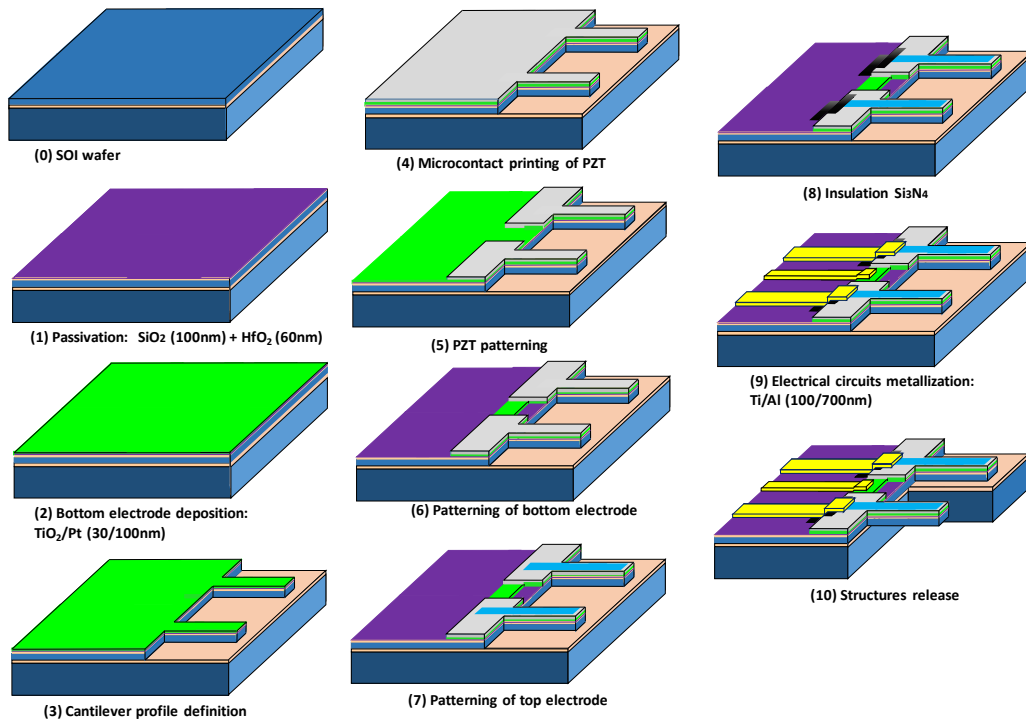 (0) SOI wafer
(1) Passivation: SiO₂ (100nm) + HfO₂ (60nm)
(2) Bottom electrode deposition:
TiO₂/Pt (30/100nm)
(3) Cantilever profile definition
(4) Microcontact printing of PZT
(5) PZT patterning
(6) Patterning of bottom electrode
(7) Patterning of top electrode
(8) Insulation Si₃N₄
(9) Electrical circuits metallization:
Ti/Al (100/700nm)
(10) Structures release